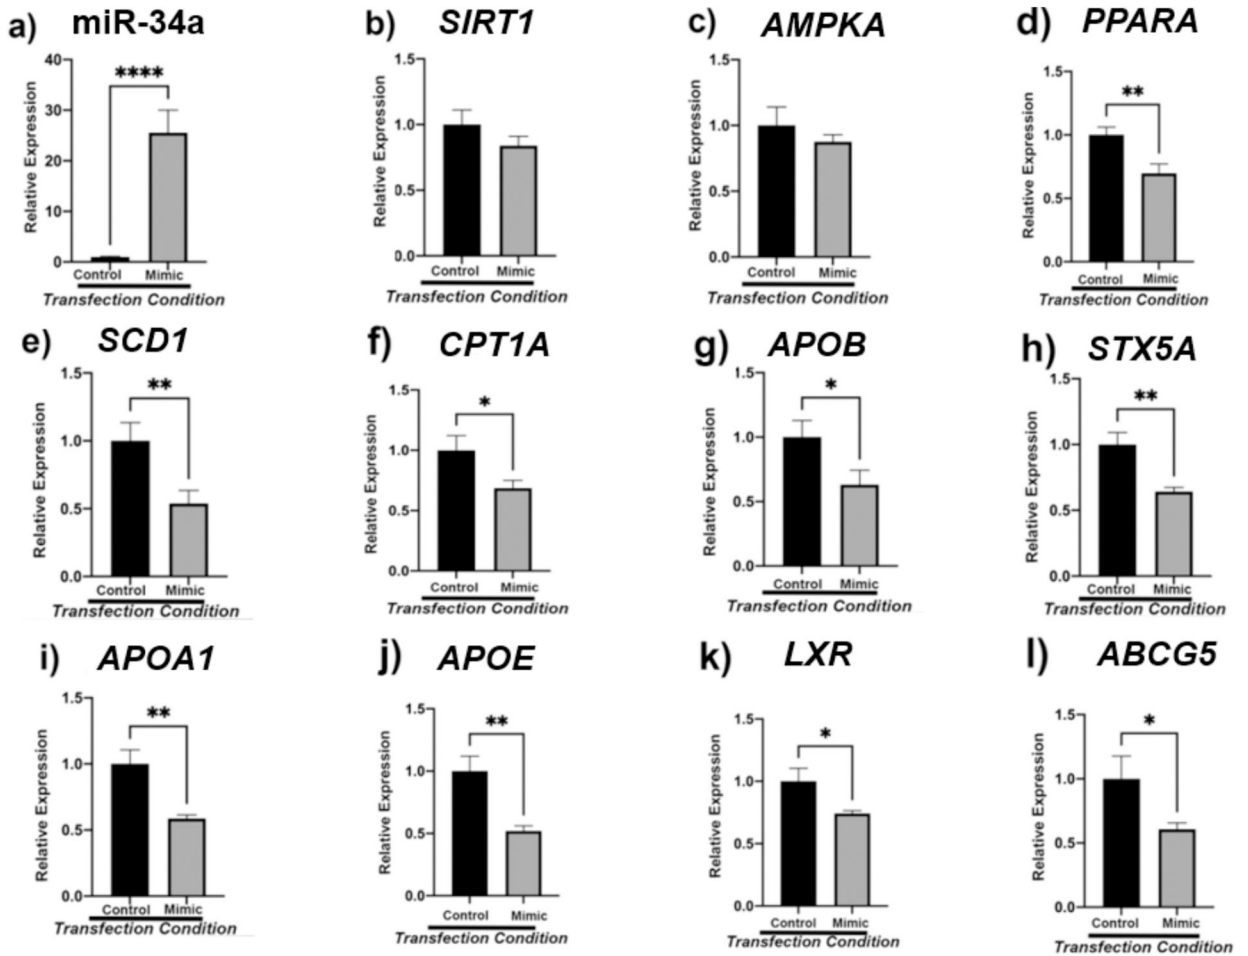 a) miR-34a
****
40
30
20
10
0
Relative Expression
Control Mimic
Transfection Condition
b) SIRT1
1.5
1.0
0.5
0.0
Relative Expression
Control Mimic
Transfection Condition
c) AMPKA
1.5
1.0
0.5
0.0
Relative Expression
Control Mimic
Transfection Condition
d) PPARA
**
1.5
1.0
0.5
0.0
Relative Expression
Control Mimic
Transfection Condition
e) SCD1
**
1.5
1.0
0.5
0.0
Relative Expression
Control Mimic
Transfection Condition
f) CPT1A
*
1.5
1.0
0.5
0.0
Relative Expression
Control Mimic
Transfection Condition
g) APOB
*
1.5
1.0
0.5
0.0
Relative Expression
Control Mimic
Transfection Condition
h) STX5A
**
1.5
1.0
0.5
0.0
Relative Expression
Control Mimic
Transfection Condition
i) APOA1
**
1.5
1.0
0.5
0.0
Relative Expression
Control Mimic
Transfection Condition
j) APOE
**
1.5
1.0
0.5
0.0
Relative Expression
Control Mimic
Transfection Condition
k) LXR
*
1.5
1.0
0.5
0.0
Relative Expression
Control Mimic
Transfection Condition
l) ABCG5
*
1.5
1.0
0.5
0.0
Relative Expression
Control Mimic
Transfection Condition